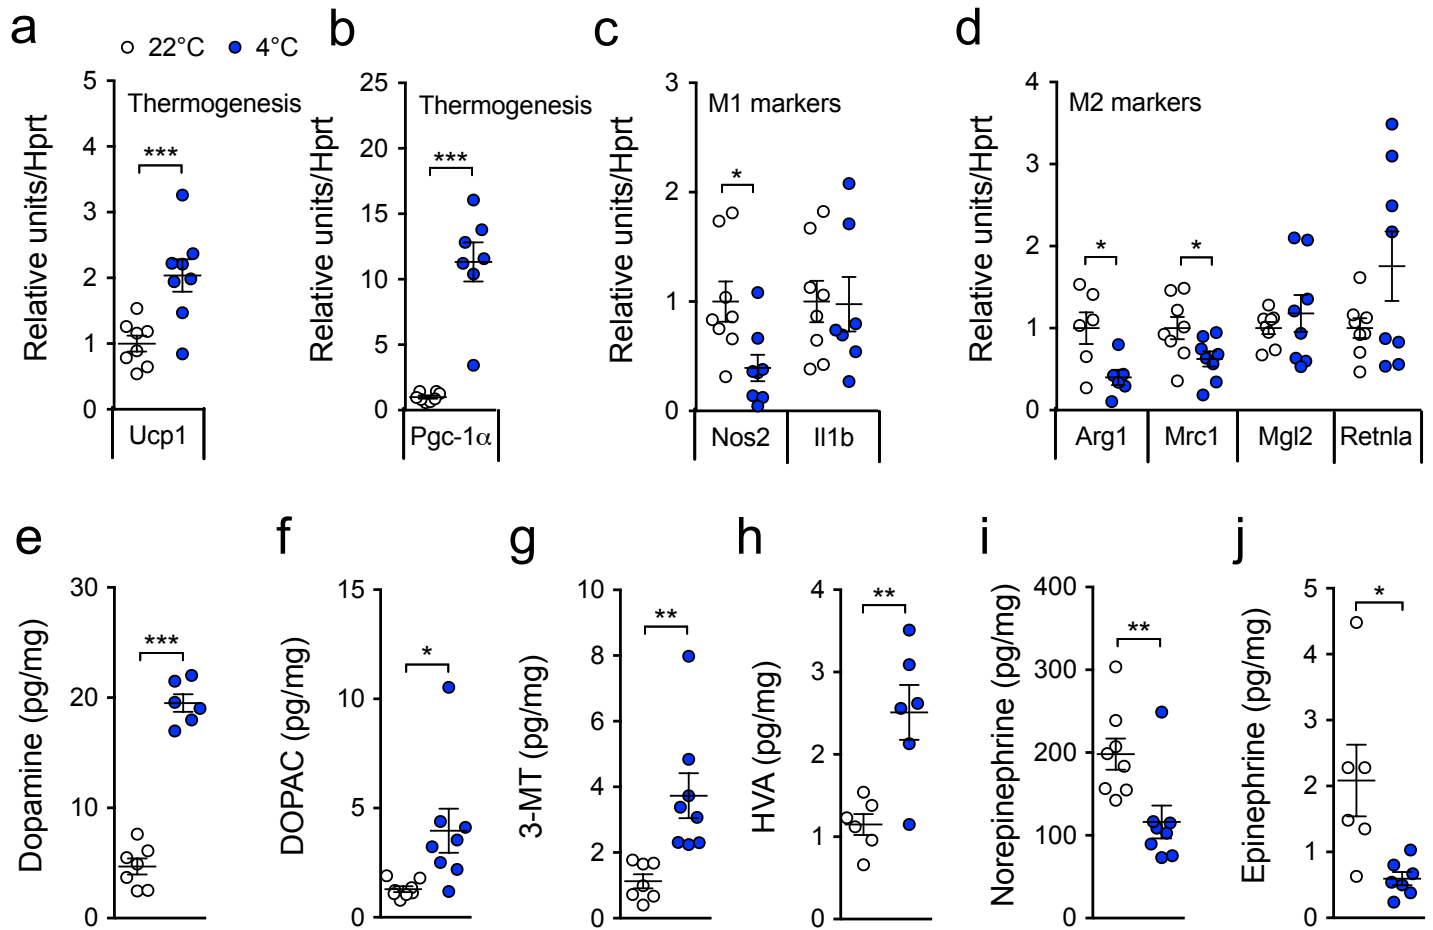 a
b
c
d
22°C 4°C
5
4
3
2
1
0
Relative units/Hprt
Thermogenesis
***
Ucp1
25
20
15
10
5
0
Relative units/Hprt
Thermogenesis
***
Pgc-1α
3
2
1
0
Relative units/Hprt
M1 markers
*
Nos2 Il1b
4
3
2
1
0
Relative units/Hprt
M2 markers
* *
Arg1 Mrc1 Mgl2 Retnla
e
f
g
h
i
j
30
20
10
0
Dopamine (pg/mg)
***
15
10
5
0
DOPAC (pg/mg)
*
10
8
6
4
2
0
3-MT (pg/mg)
**
4
3
2
1
0
HVA (pg/mg)
**
400
300
200
100
0
Norepinephrine (pg/mg)
**
5
4
3
2
1
0
Epinephrine (pg/mg)
*